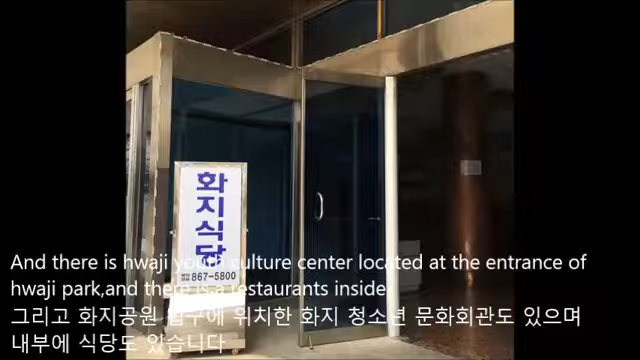 화지식당
867-5800
And there is hwaji youth culture center located at the entrance of
hwaji park,and there is a restaurants inside
그리고 화지공원 입구에 위치한 화지 청소년 문화회관도 있으며
내부에 식당도 있습니다